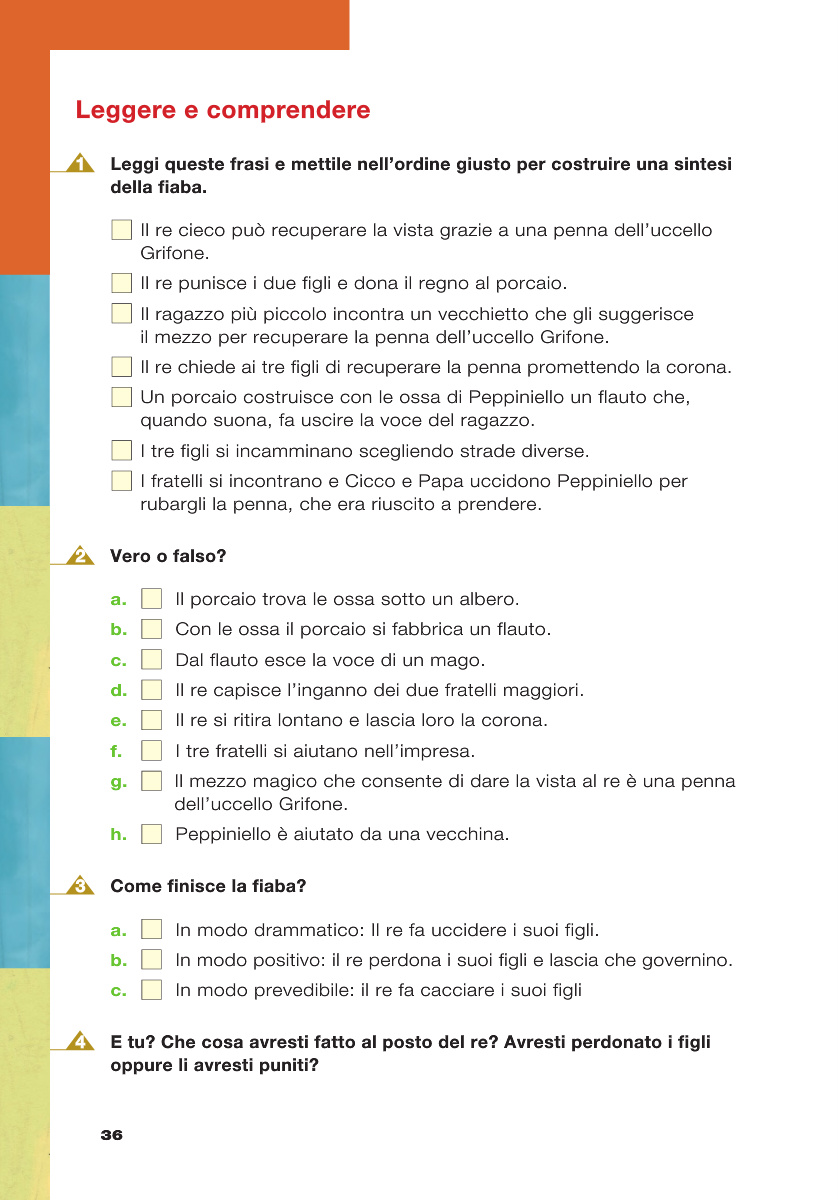 Leggere e comprendere
1 Leggi queste frasi e mettile nell'ordine giusto per costruire una sintesi
della fiaba.
Il re cieco può recuperare la vista grazie a una penna dell'uccello
Grifone.
Il re punisce i due figli e dona il regno al porcaio.
Il ragazzo più piccolo incontra un vecchietto che gli suggerisce
il mezzo per recuperare la penna dell'uccello Grifone.
Il re chiede ai tre figli di recuperare la penna promettendo la corona.
Un porcaio costruisce con le ossa di Peppiniello un flauto che,
quando suona, fa uscire la voce del ragazzo.
I tre figli si incamminano scegliendo strade diverse.
I fratelli si incontrano e Cicco e Papa uccidono Peppiniello per
rubargli la penna, che era riuscito a prendere.
2 Vero o falso?
a. Il porcaio trova le ossa sotto un albero.
b. Con le ossa il porcaio si fabbrica un flauto.
c. Dal flauto esce la voce di un mago.
d. Il re capisce l'inganno dei due fratelli maggiori.
e. Il re si ritira lontano e lascia loro la corona.
f. I tre fratelli si aiutano nell'impresa.
g. Il mezzo magico che consente di dare la vista al re è una penna
dell'uccello Grifone.
h. Peppiniello è aiutato da una vecchina.
3 Come finisce la fiaba?
a. In modo drammatico: Il re fa uccidere i suoi figli.
b. In modo positivo: il re perdona i suoi figli e lascia che governino.
c. In modo prevedibile: il re fa cacciare i suoi figli
4 E tu? Che cosa avresti fatto al posto del re? Avresti perdonato i figli
oppure li avresti puniti?
36